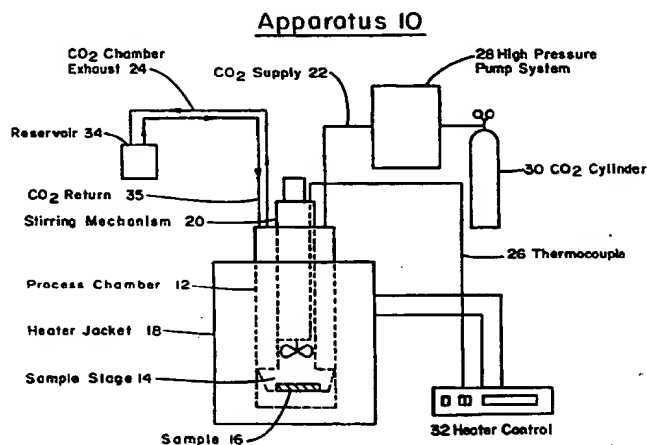 Apparatus 10
CO2 Chamber
Exhaust 24
CO2 Supply 22
28 High Pressure
Pump System
Reservoir 34
30 CO2 Cylinder
CO2 Return 35
Stirring Mechanism 20
26 Thermocouple
Process Chamber 12
Heater Jacket 18
Sample Stage 14
Sample 16
32 Heater Control